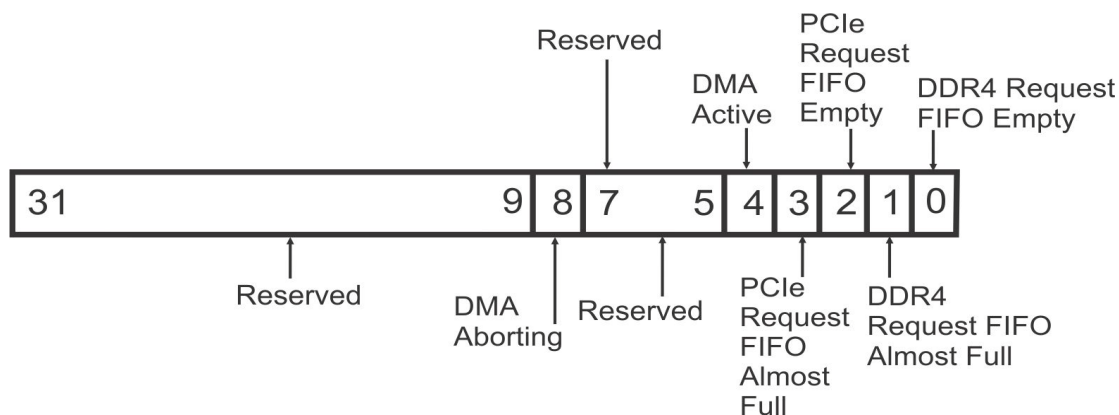 Reserved
DMA
Active
PCIe
Request
FIFO
Empty
DDR4 Request
FIFO Empty
31 9 8 7 5 4 3 2 1 0
Reserved
DMA
Aborting
Reserved
PCIe
Request
FIFO
Almost
Full
DDR4
Request FIFO
Almost Full